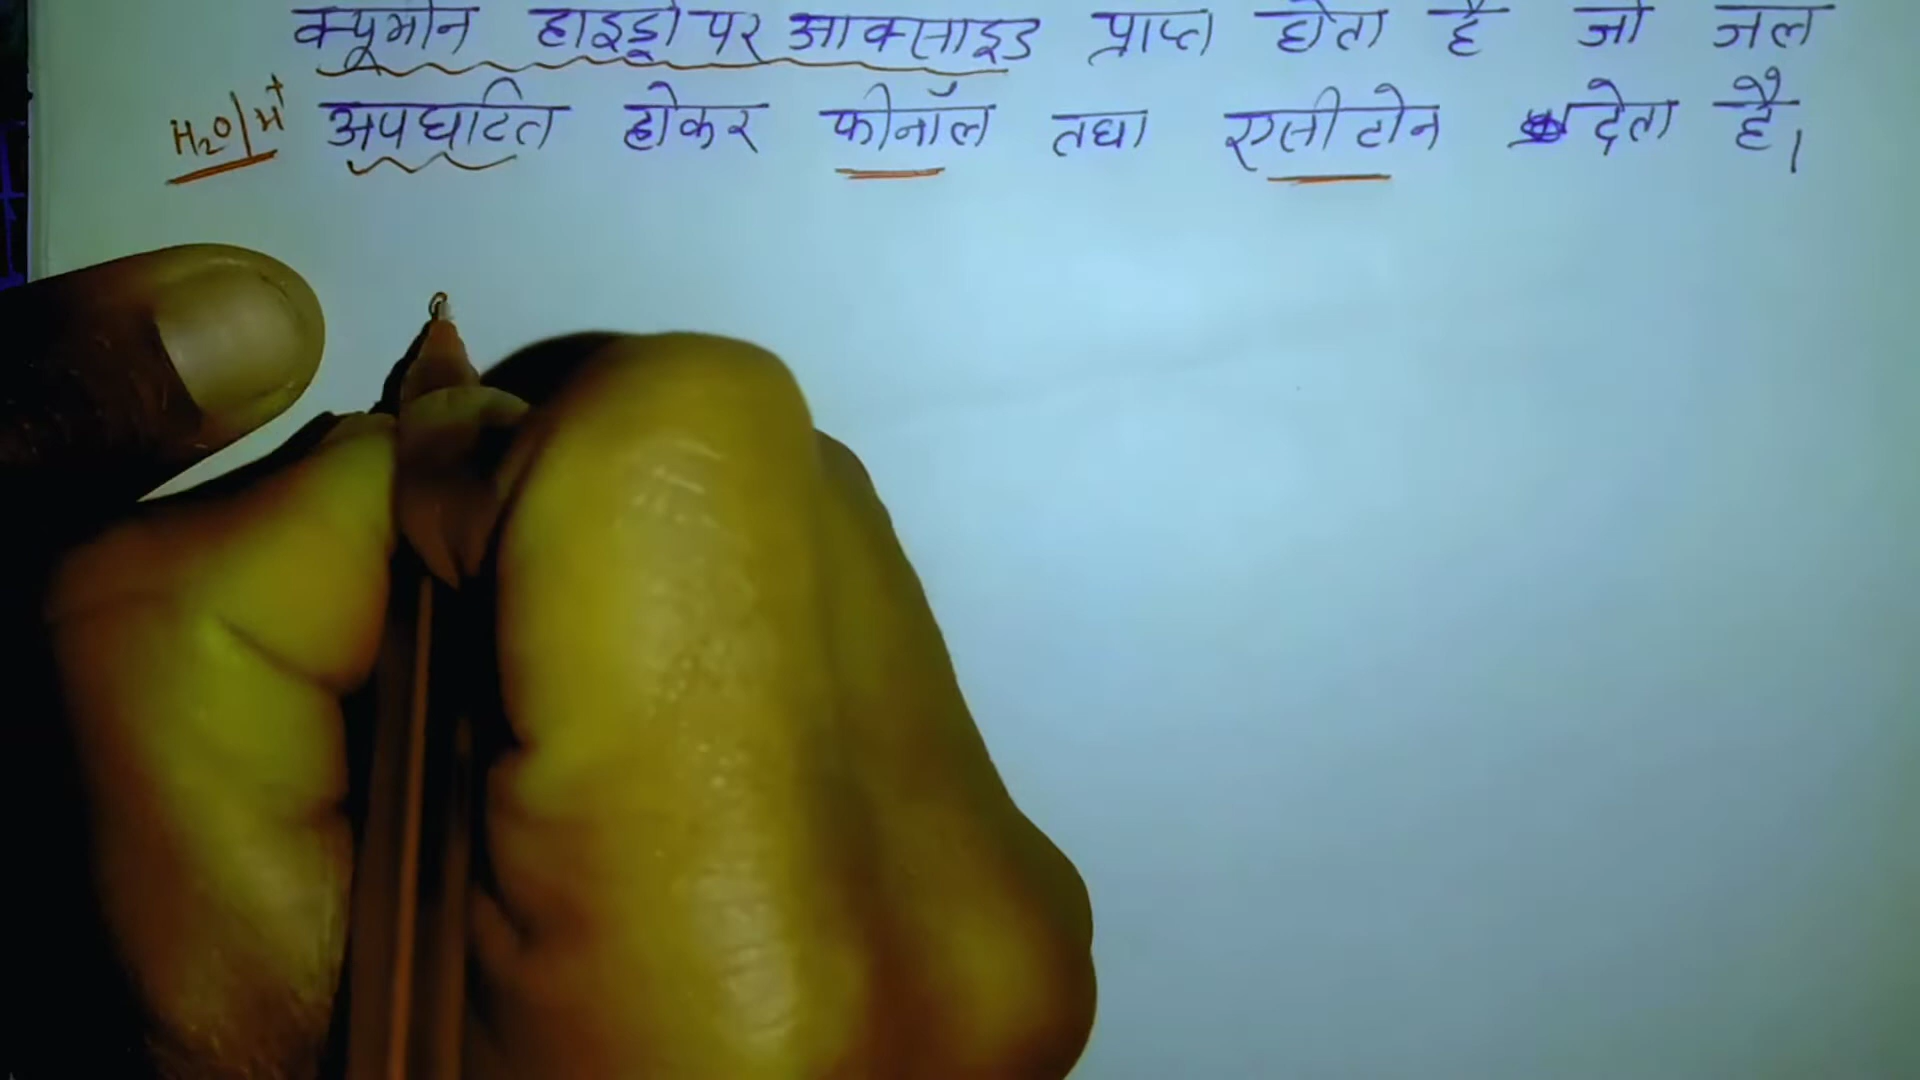 क्यूमीन हाइड्रो पर आक्साइड प्राप्त होता है जो जल
H₂O/H⁺ अपघटित होकर फीनॉल तथा एसीटोन देता है।